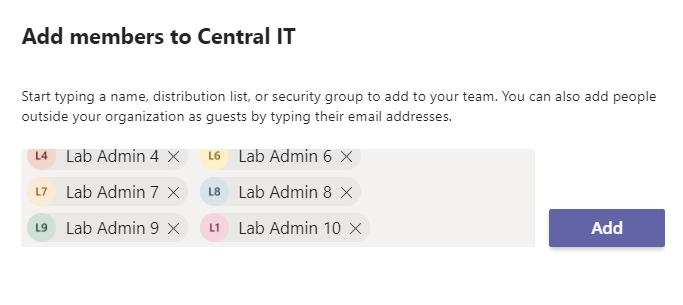 Add members to Central IT
Start typing a name, distribution list, or security group to add to your team. You can also add people
outside your organization as guests by typing their email addresses.
L4 Lab Admin 4 × L6 Lab Admin 6 ×
L7 Lab Admin 7 × L8 Lab Admin 8 ×
L9 Lab Admin 9 × L1 Lab Admin 10 × Add